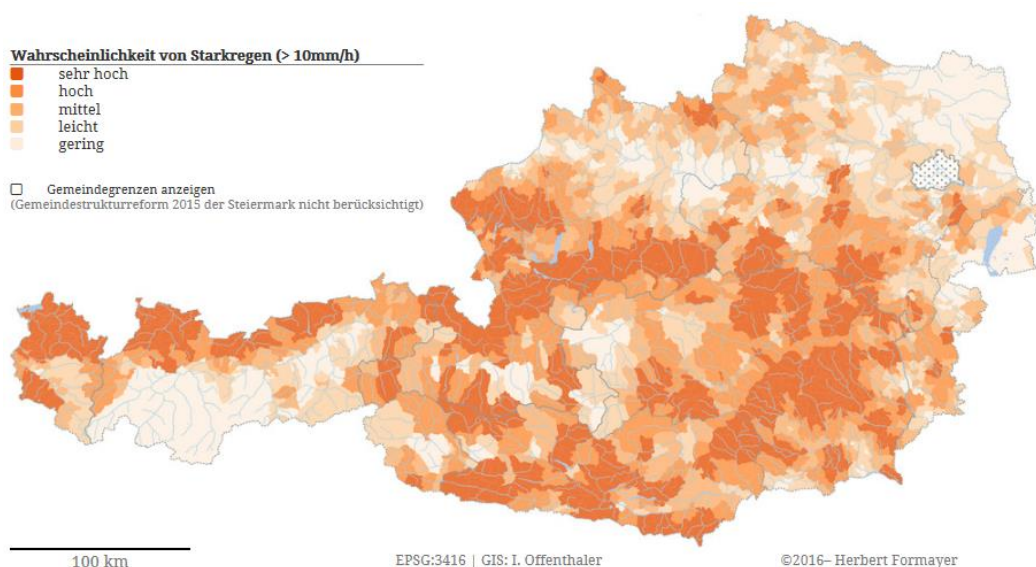 Wahrscheinlichkeit von Starkregen (> 10mm/h)
sehr hoch
hoch
mittel
leicht
gering
Gemeindegrenzen anzeigen
(Gemeindestrukturreform 2015 der Steiermark nicht berücksichtigt)
100 km
EPSG:3416 | GIS: I. Offenthaler
©2016– Herbert Formayer